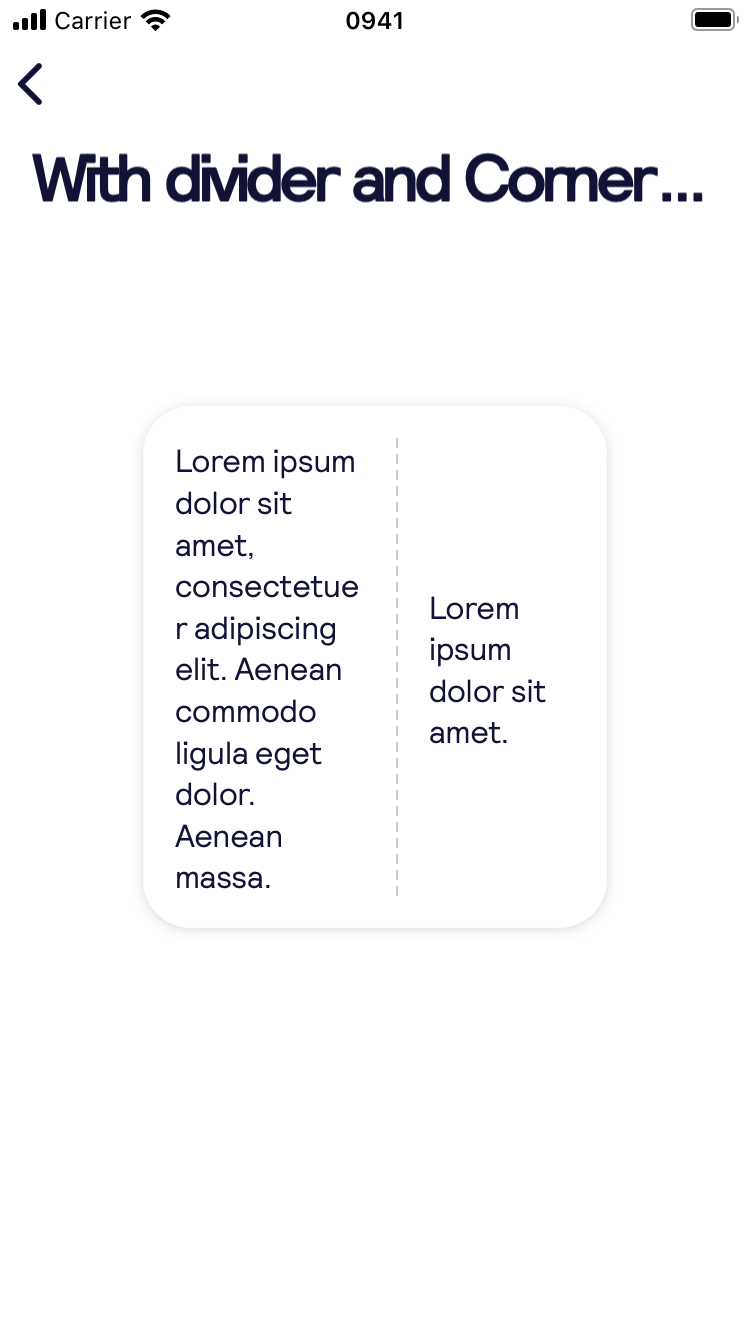 Carrier
0941
With divider and Corner...
Lorem ipsum
dolor sit
amet,
consectetue
r adipiscing
elit. Aenean
commodo
ligula eget
dolor.
Aenean
massa.
Lorem
ipsum
dolor sit
amet.